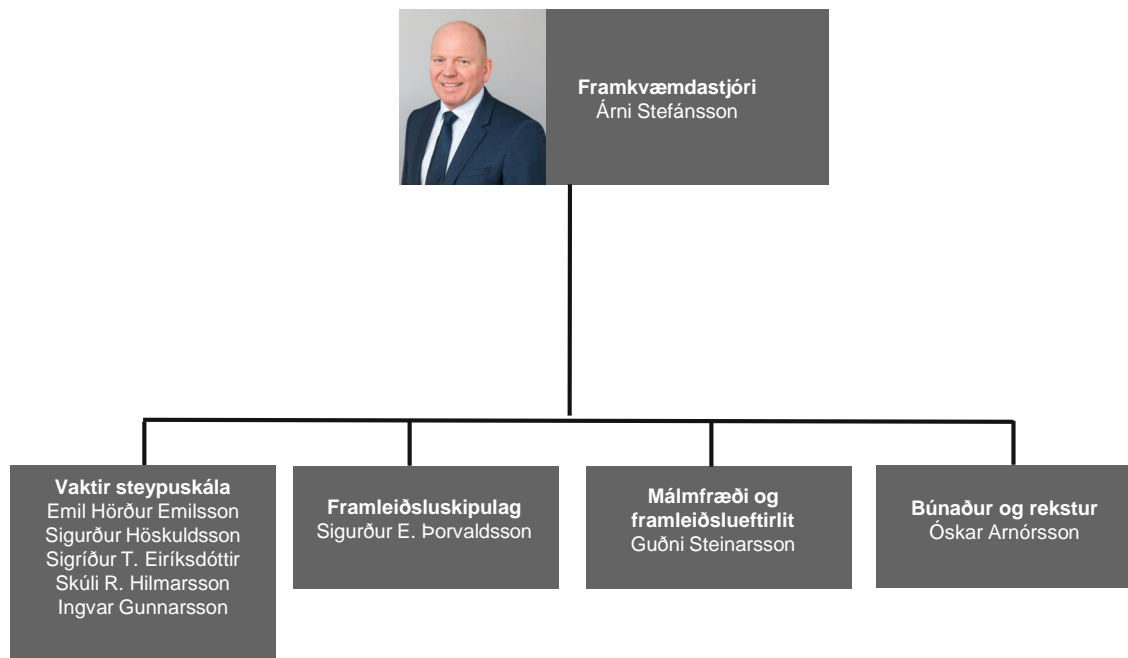 Framkvæmdastjóri
Árni Stefánsson
Vaktir steypuskála
Emil Hörður Emilsson
Sigurður Höskuldsson
Sigríður T. Eiríksdóttir
Skúli R. Hilmarsson
Ingvar Gunnarsson
Framleiðsluskipulag
Sigurður E. Þorvaldsson
Málmfræði og
framleiðslueftirlit
Guðni Steinarsson
Búnaður og rekstur
Óskar Arnórsson